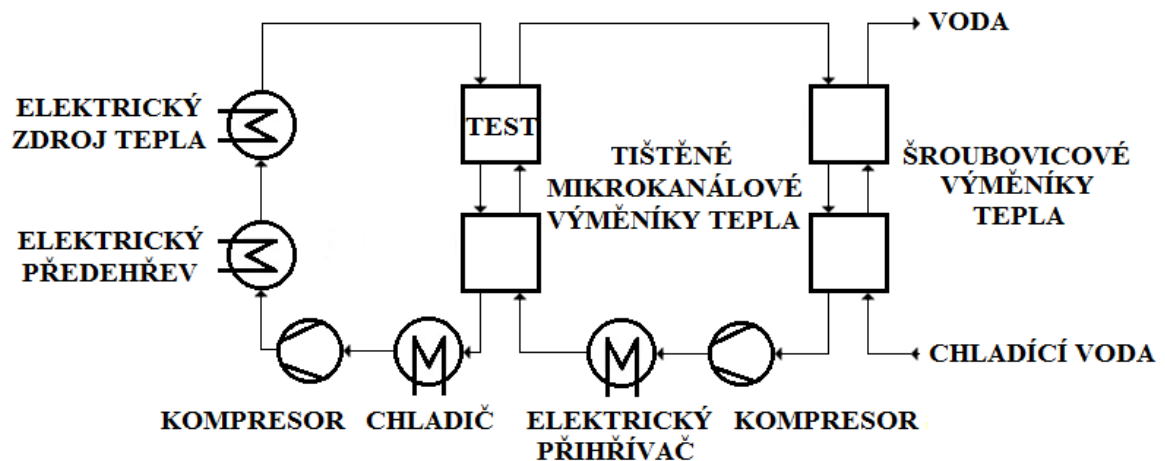 VODA
ELEKTRICKÝ
ZDROJ TEPLA
TEST
TIŠTĚNÉ
MIKROKANÁLOVÉ
VÝMĚNÍKY TEPLA
ŠROUBOVICOVÉ
VÝMĚNÍKY
TEPLA
ELEKTRICKÝ
PŘEDEHŘEV
CHLADÍCÍ VODA
KOMPRESOR
CHLADIČ
ELEKTRICKÝ
PŘIHŘÍVAČ
KOMPRESOR